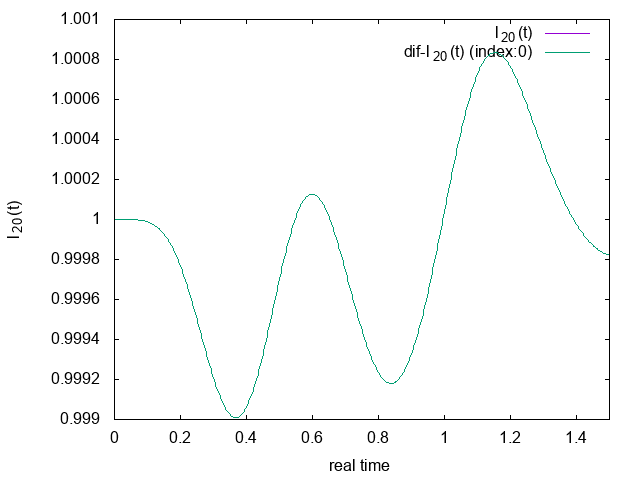 1.001
1.0008
1.0006
1.0004
1.0002
1
0.9998
0.9996
0.9994
0.9992
0.999
I20(t)
I20(t)
dif-I20(t) (index:0)
0 0.2 0.4 0.6 0.8 1 1.2 1.4
real time